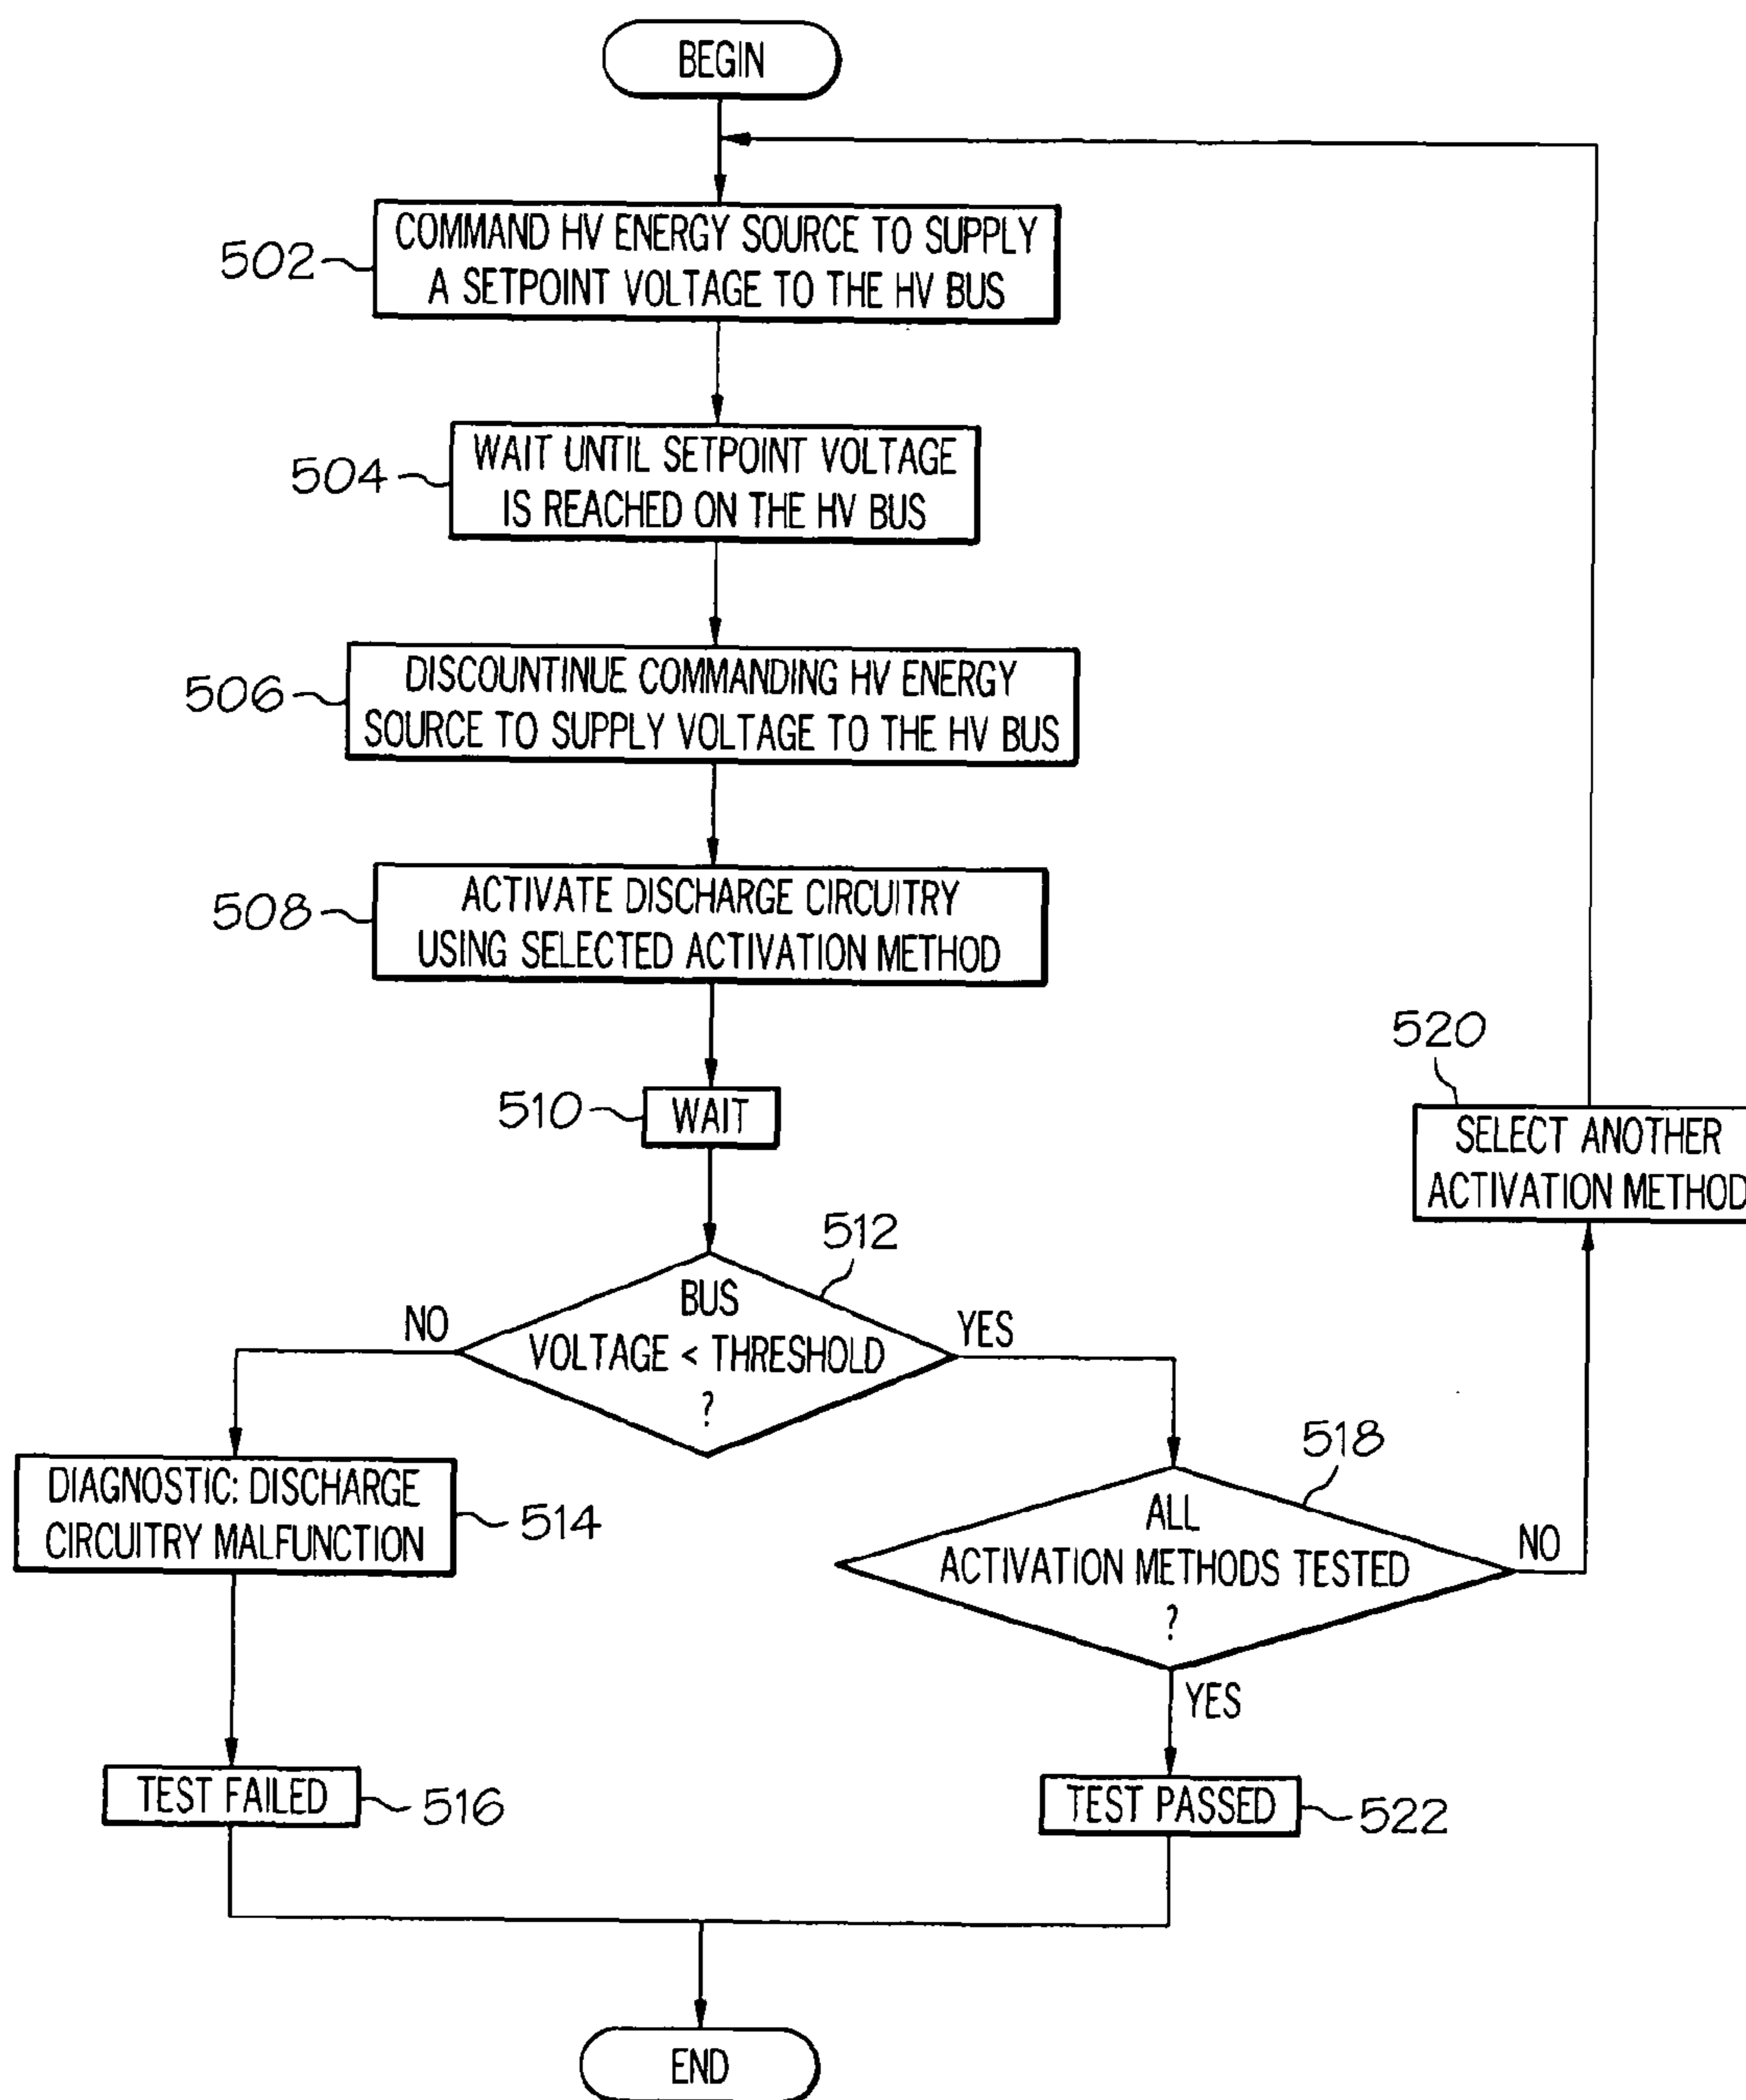 BEGIN
502
COMMAND HV ENERGY SOURCE TO SUPPLY
A SETPOINT VOLTAGE TO THE HV BUS
504
WAIT UNTIL SETPOINT VOLTAGE
IS REACHED ON THE HV BUS
506
DISCOUNTINUE COMMANDING HV ENERGY
SOURCE TO SUPPLY VOLTAGE TO THE HV BUS
508
ACTIVATE DISCHARGE CIRCUITRY
USING SELECTED ACTIVATION METHOD
510
WAIT
520
SELECT ANOTHER
ACTIVATION METHOD
512
BUS
VOLTAGE < THRESHOLD
?
NO
YES
DIAGNOSTIC: DISCHARGE
CIRCUITRY MALFUNCTION
514
518
ALL
ACTIVATION METHODS TESTED
?
NO
YES
TEST FAILED
516
TEST PASSED
522
END